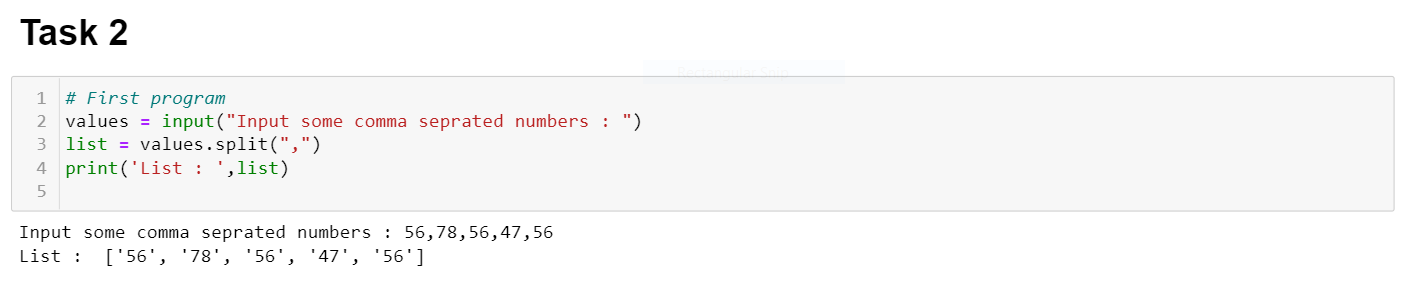 Task 2
Rectangular Snip
1 # First program
2 values = input("Input some comma seprated numbers : ")
3 list = values.split(",")
4 print('List : ',list)
5
Input some comma seprated numbers : 56,78,56,47,56
List :  ['56', '78', '56', '47', '56']